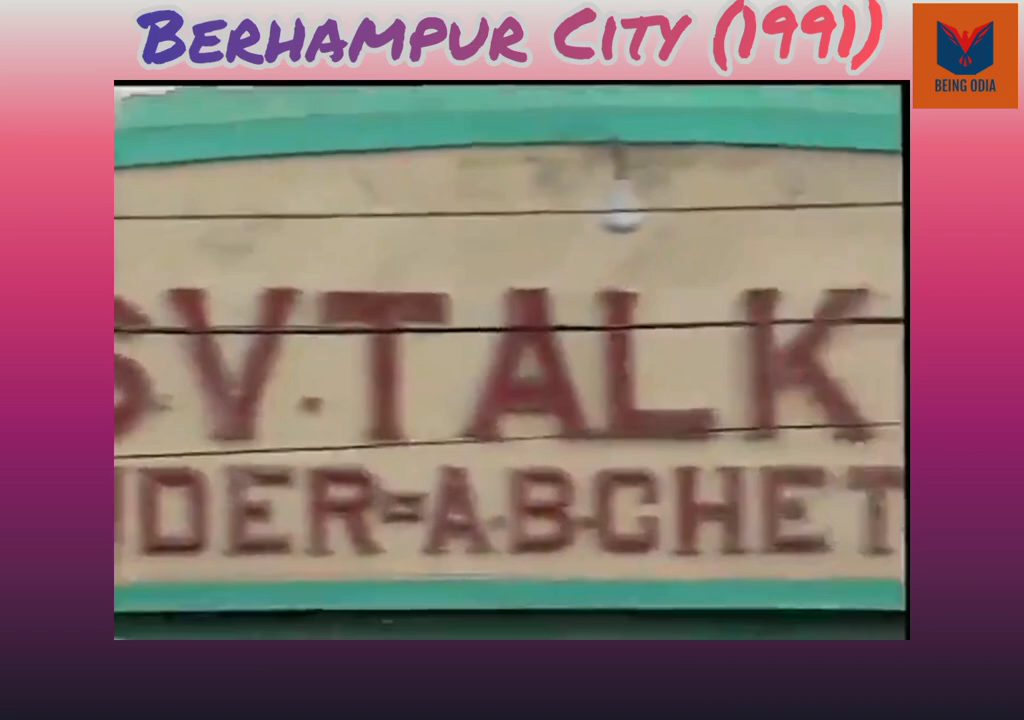 BERHAMPUR CITY (1991)
BEING ODIA
SV.TALK
DER=A.B.CHET